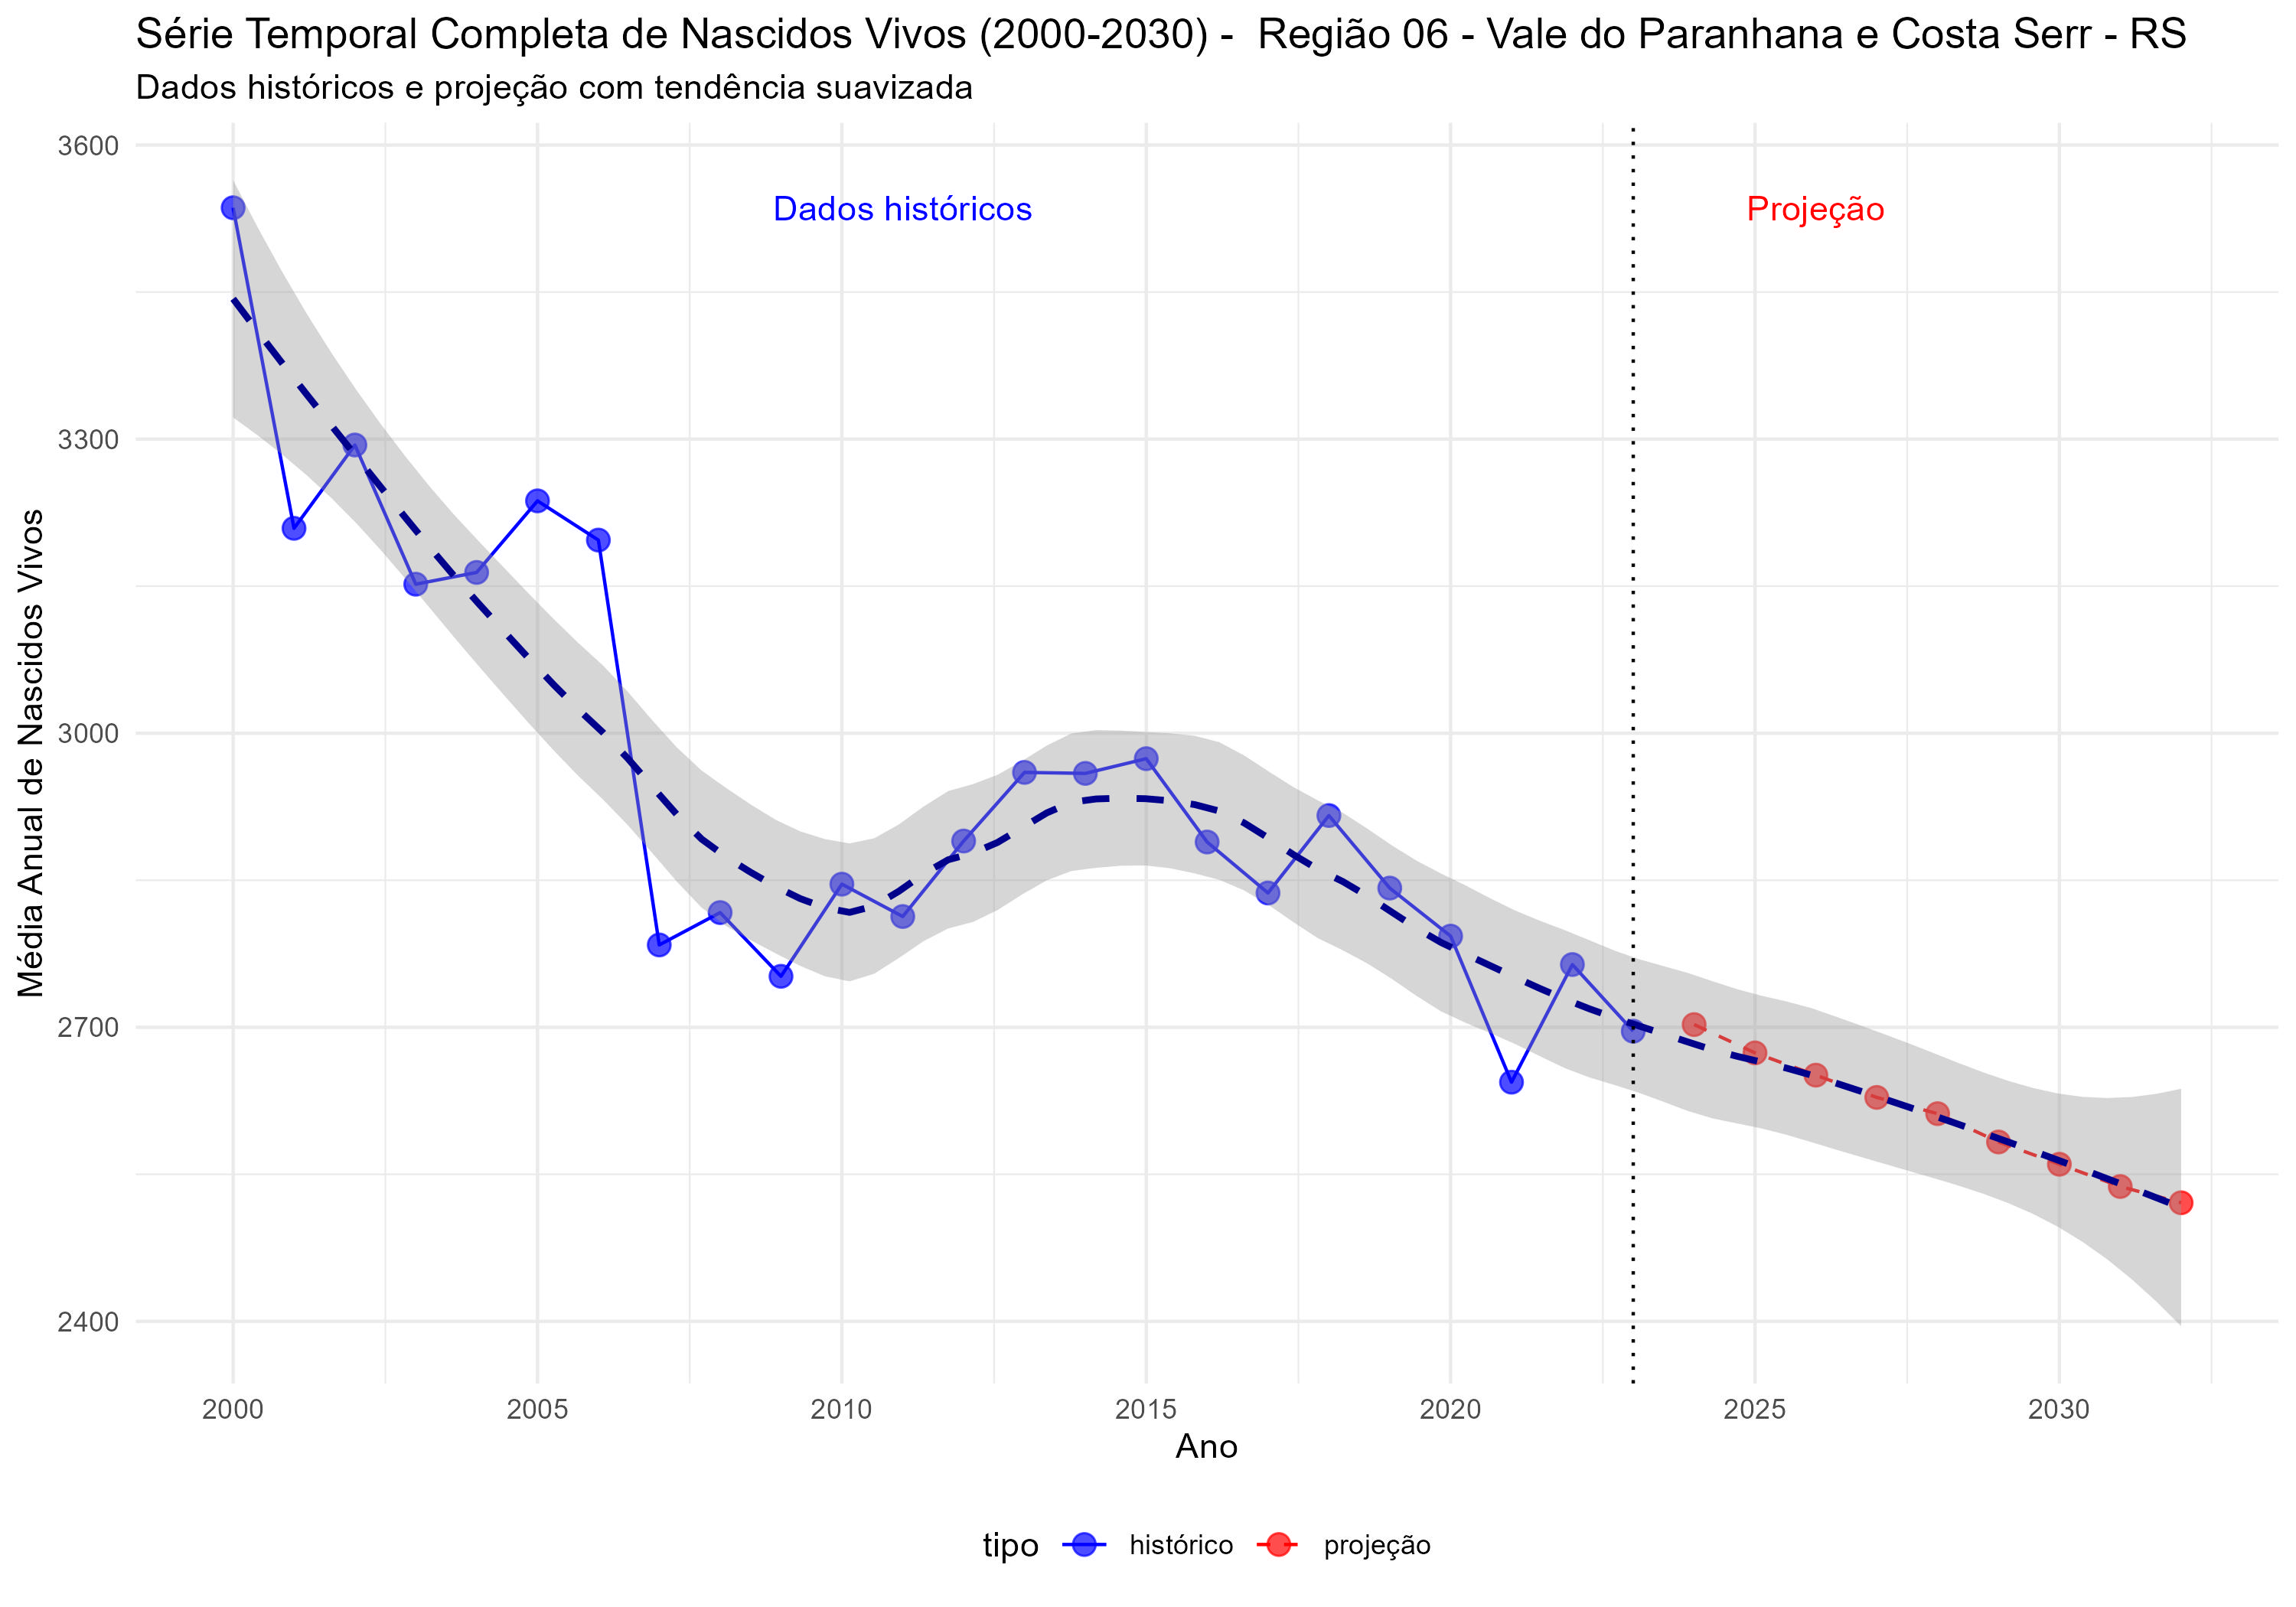 Série Temporal Completa de Nascidos Vivos (2000-2030) -  Região 06 - Vale do Paranhana e Costa Serr - RS
Dados históricos e projeção com tendência suavizada
Média Anual de Nascidos Vivos
3600
3300
3000
2700
2400
Dados históricos
Projeção
2000
2005
2010
2015
2020
2025
2030
Ano
tipo
histórico
projeção